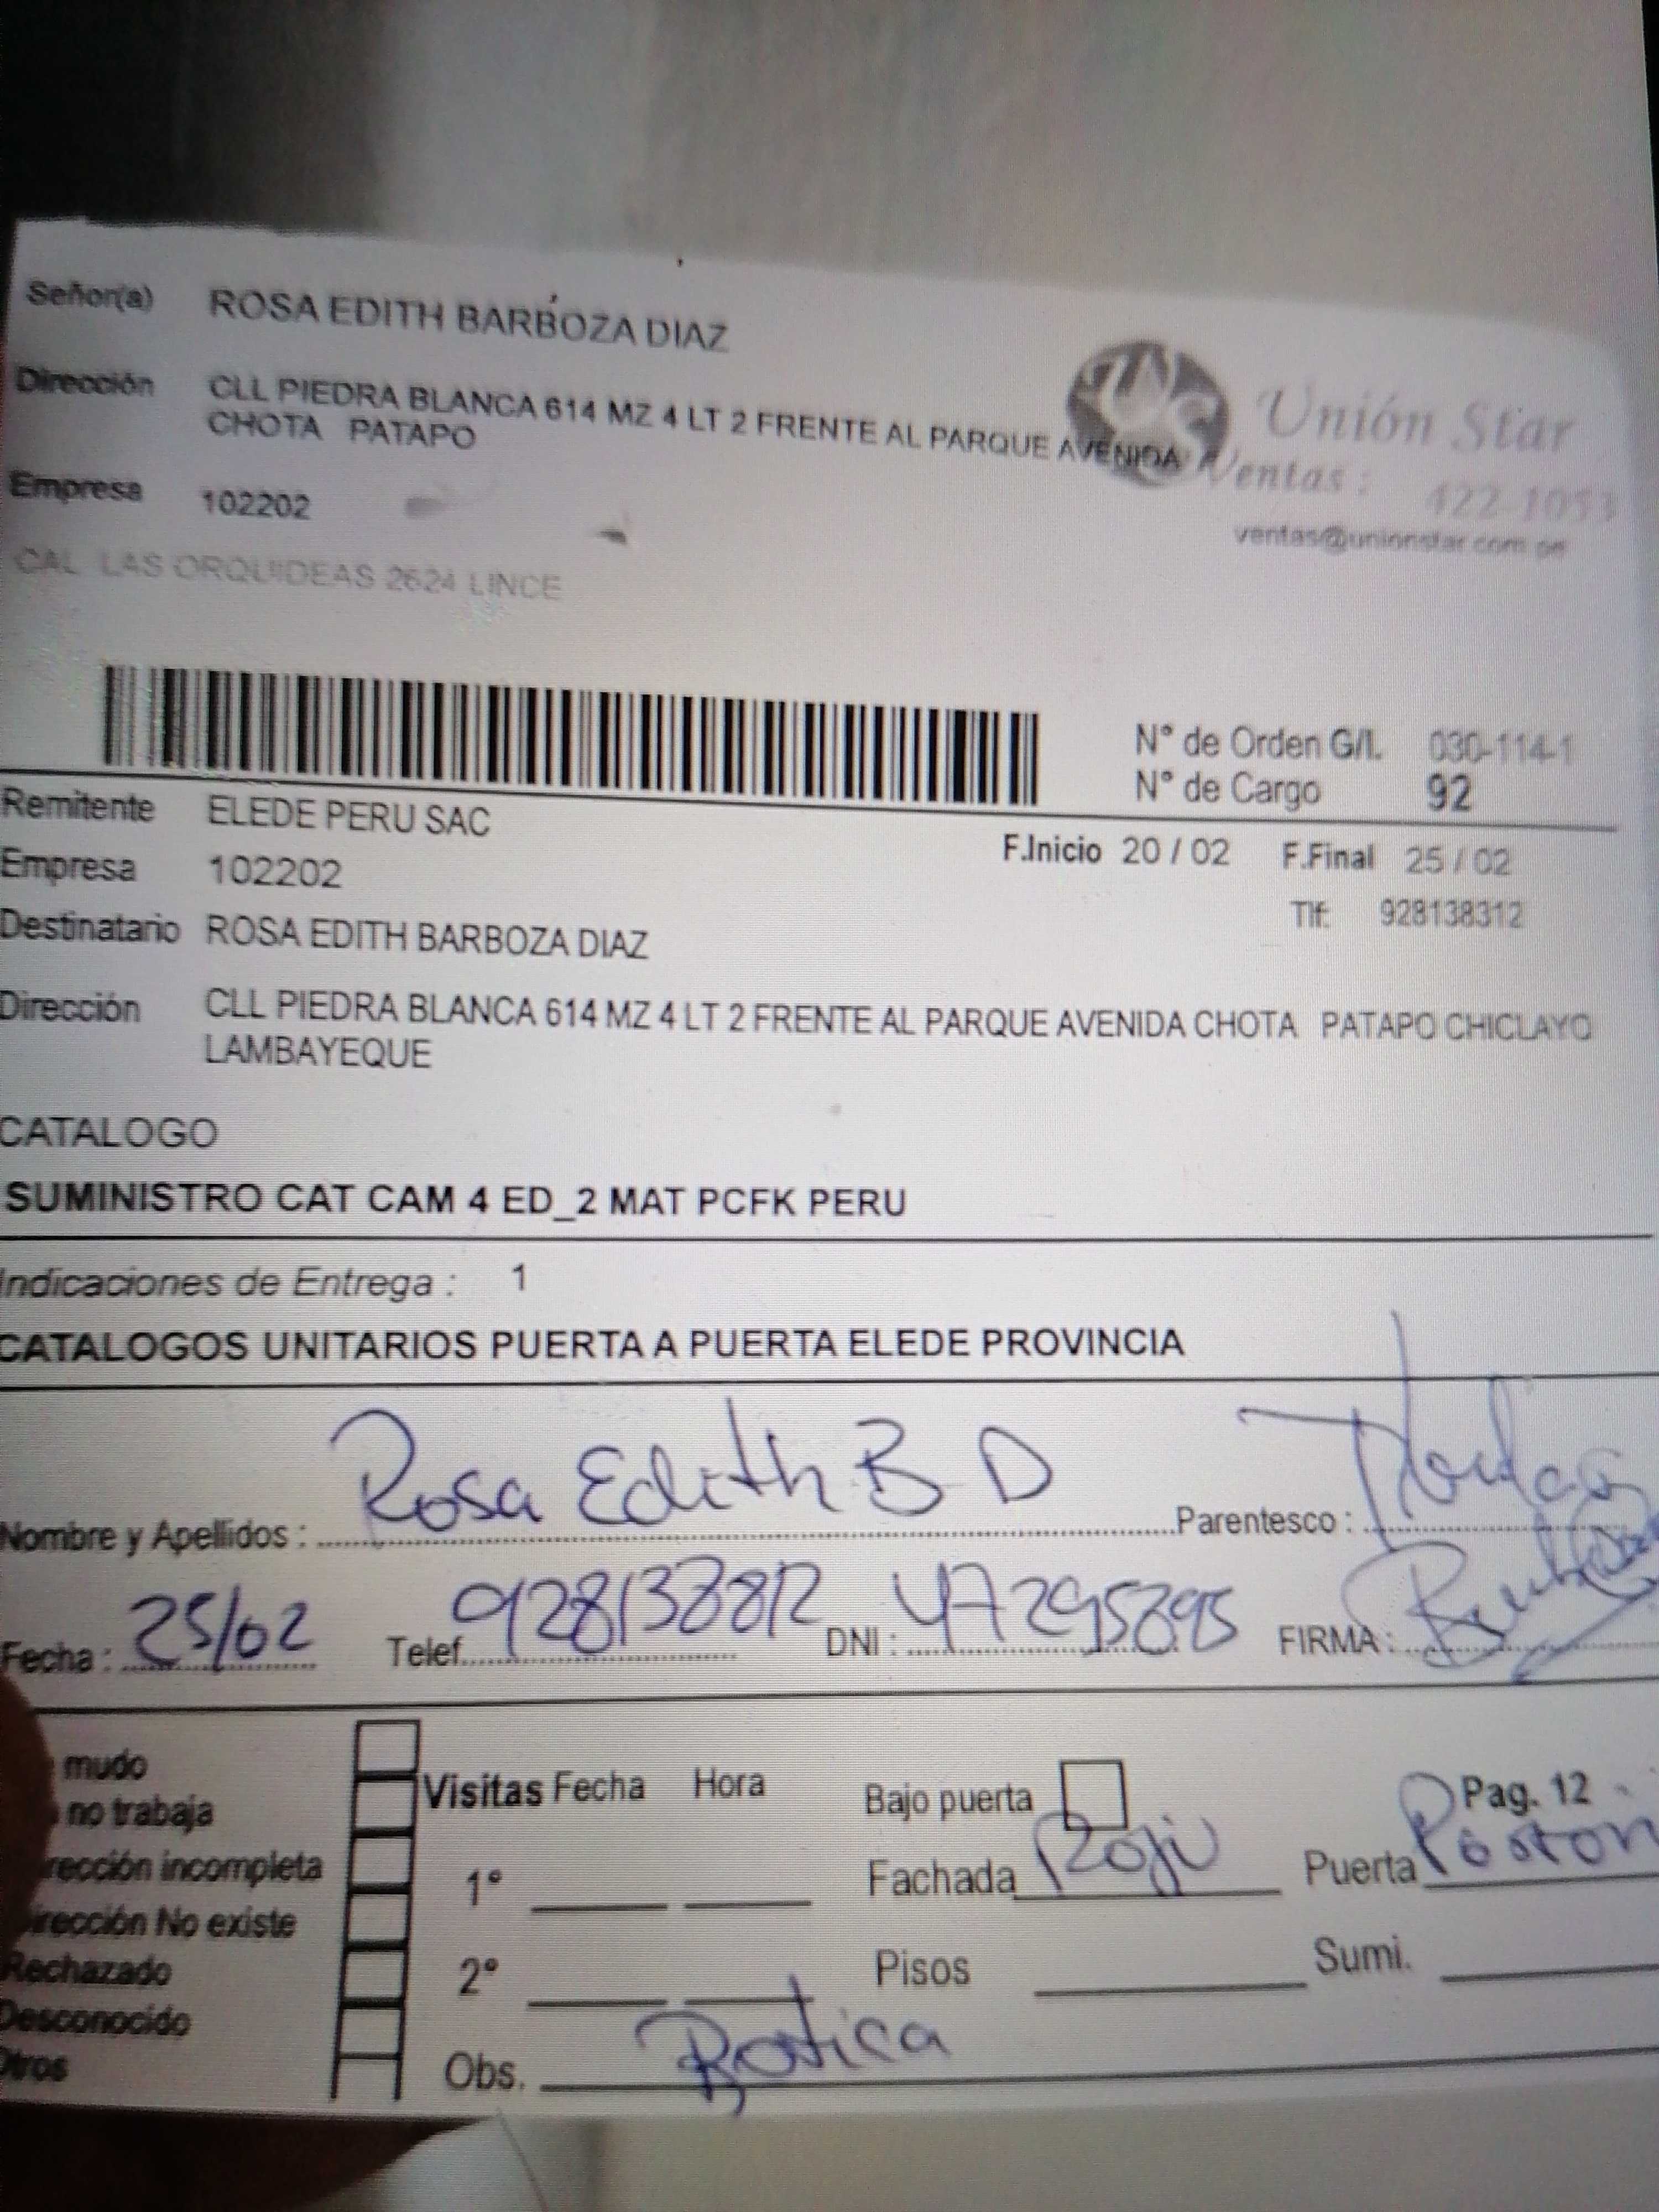 Señor(a) ROSA EDITH BARBOZA DIAZ
Dirección CLL PIEDRA BLANCA 614 MZ 4 LT 2 FRENTE AL PARQUE AVENIDA
CHOTA PATAPO
Unión Star
Ventas: 422-1053
ventas@unionstar.com.pe
Empresa 102202
CAL LAS ORQUIDEAS 2624 LINCE
N° de Orden G/I. 030-114-1
N° de Cargo 92
Remitente ELEDE PERU SAC
F.Inicio 20 / 02 F.Final 25 / 02
Empresa 102202
Tlf: 928138312
Destinatario ROSA EDITH BARBOZA DIAZ
Dirección CLL PIEDRA BLANCA 614 MZ 4 LT 2 FRENTE AL PARQUE AVENIDA CHOTA PATAPO CHICLAYO
LAMBAYEQUE
CATALOGO
SUMINISTRO CAT CAM 4 ED_2 MAT PCFK PERU
Indicaciones de Entrega : 1
CATALOGOS UNITARIOS PUERTA A PUERTA ELEDE PROVINCIA
Nombre y Apellidos : Rosa Edith B D Parentesco :
Fecha : 25/02 Telef. DNI : FIRMA :
mudo
no trabaja
rección incompleta
irección No existe
Rechazado
Desconocido
Otros
Visitas Fecha Hora
1°
2°
Obs. Botica
Bajo puerta
Pag. 12
Fachada Rojo Puerta
Pisos Sumi.